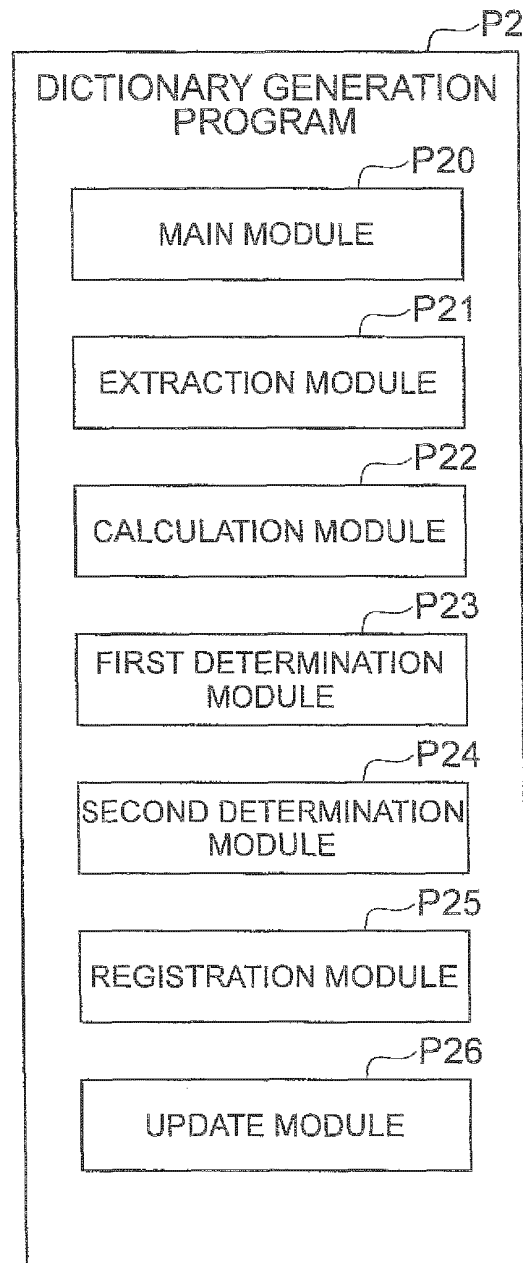 P2
DICTIONARY GENERATION
PROGRAM
P20
MAIN MODULE
P21
EXTRACTION MODULE
P22
CALCULATION MODULE
P23
FIRST DETERMINATION
MODULE
P24
SECOND DETERMINATION
MODULE
P25
REGISTRATION MODULE
P26
UPDATE MODULE